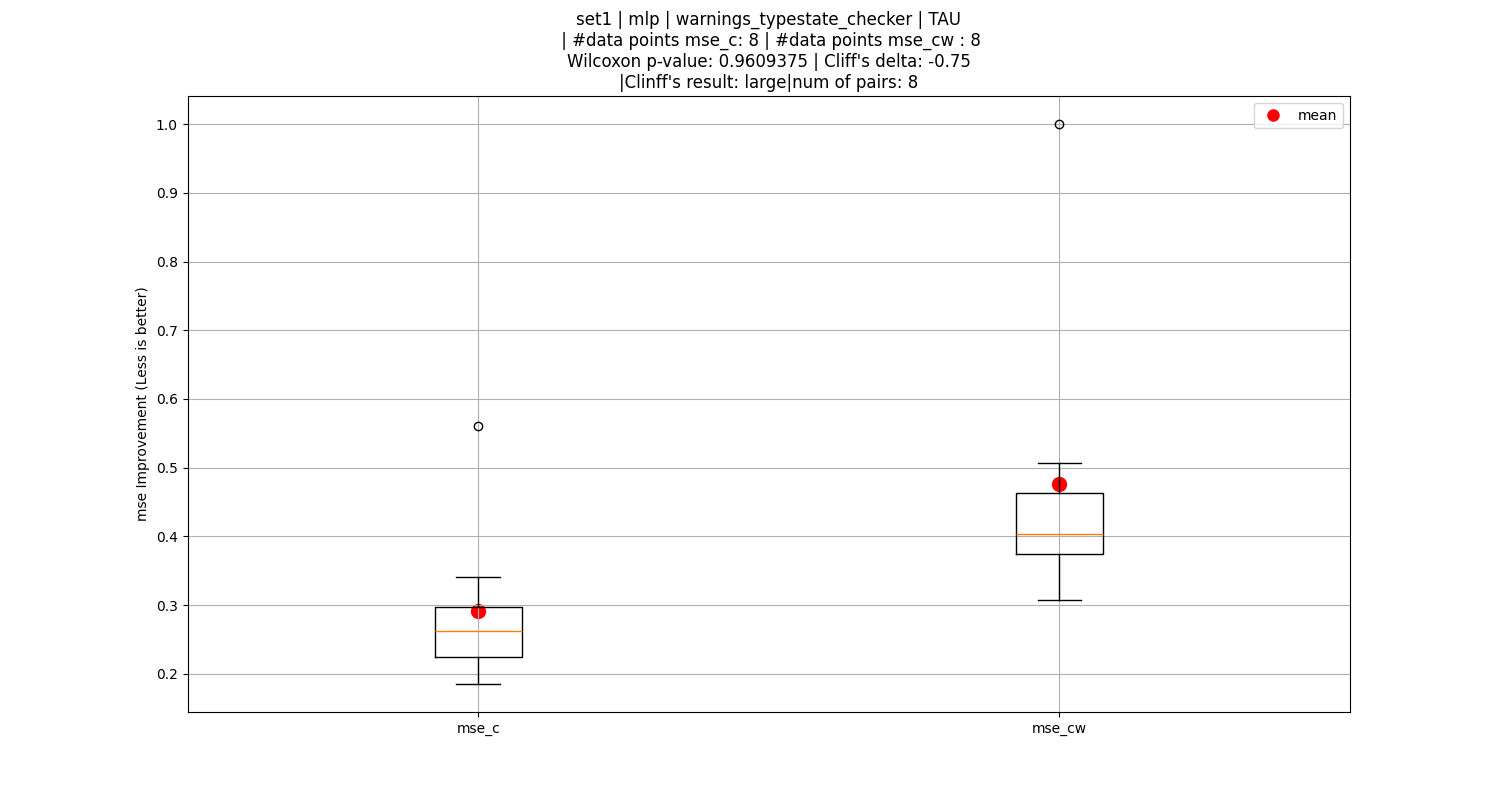 set1 | mlp | warnings_typestate_checker | TAU
| #data points mse_c: 8 | #data points mse_cw : 8
Wilcoxon p-value: 0.9609375 | Cliff's delta: -0.75
|Clinff's result: large|num of pairs: 8
mean
1.0
0.9
0.8
0.7
0.6
0.5
0.4
0.3
0.2
mse Improvement (Less is better)
mse_c
mse_cw